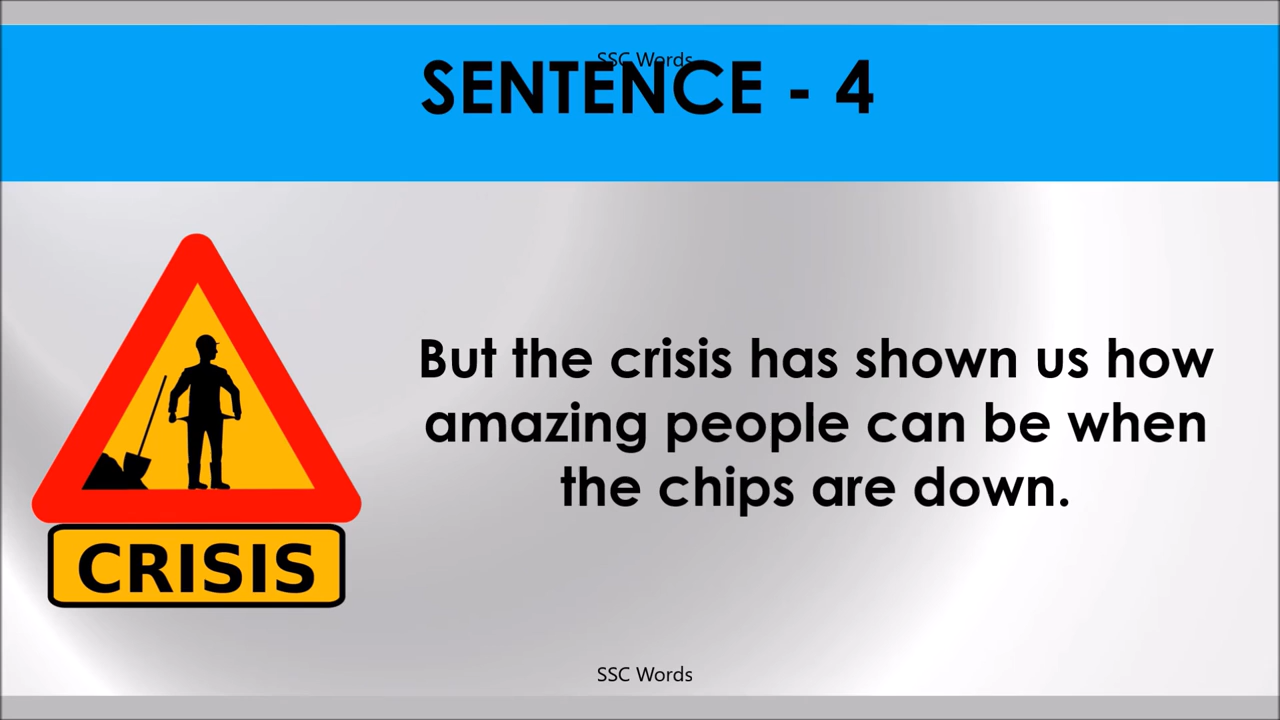 SSC Words
SENTENCE - 4
But the crisis has shown us how
amazing people can be when
the chips are down.
CRISIS
SSC Words